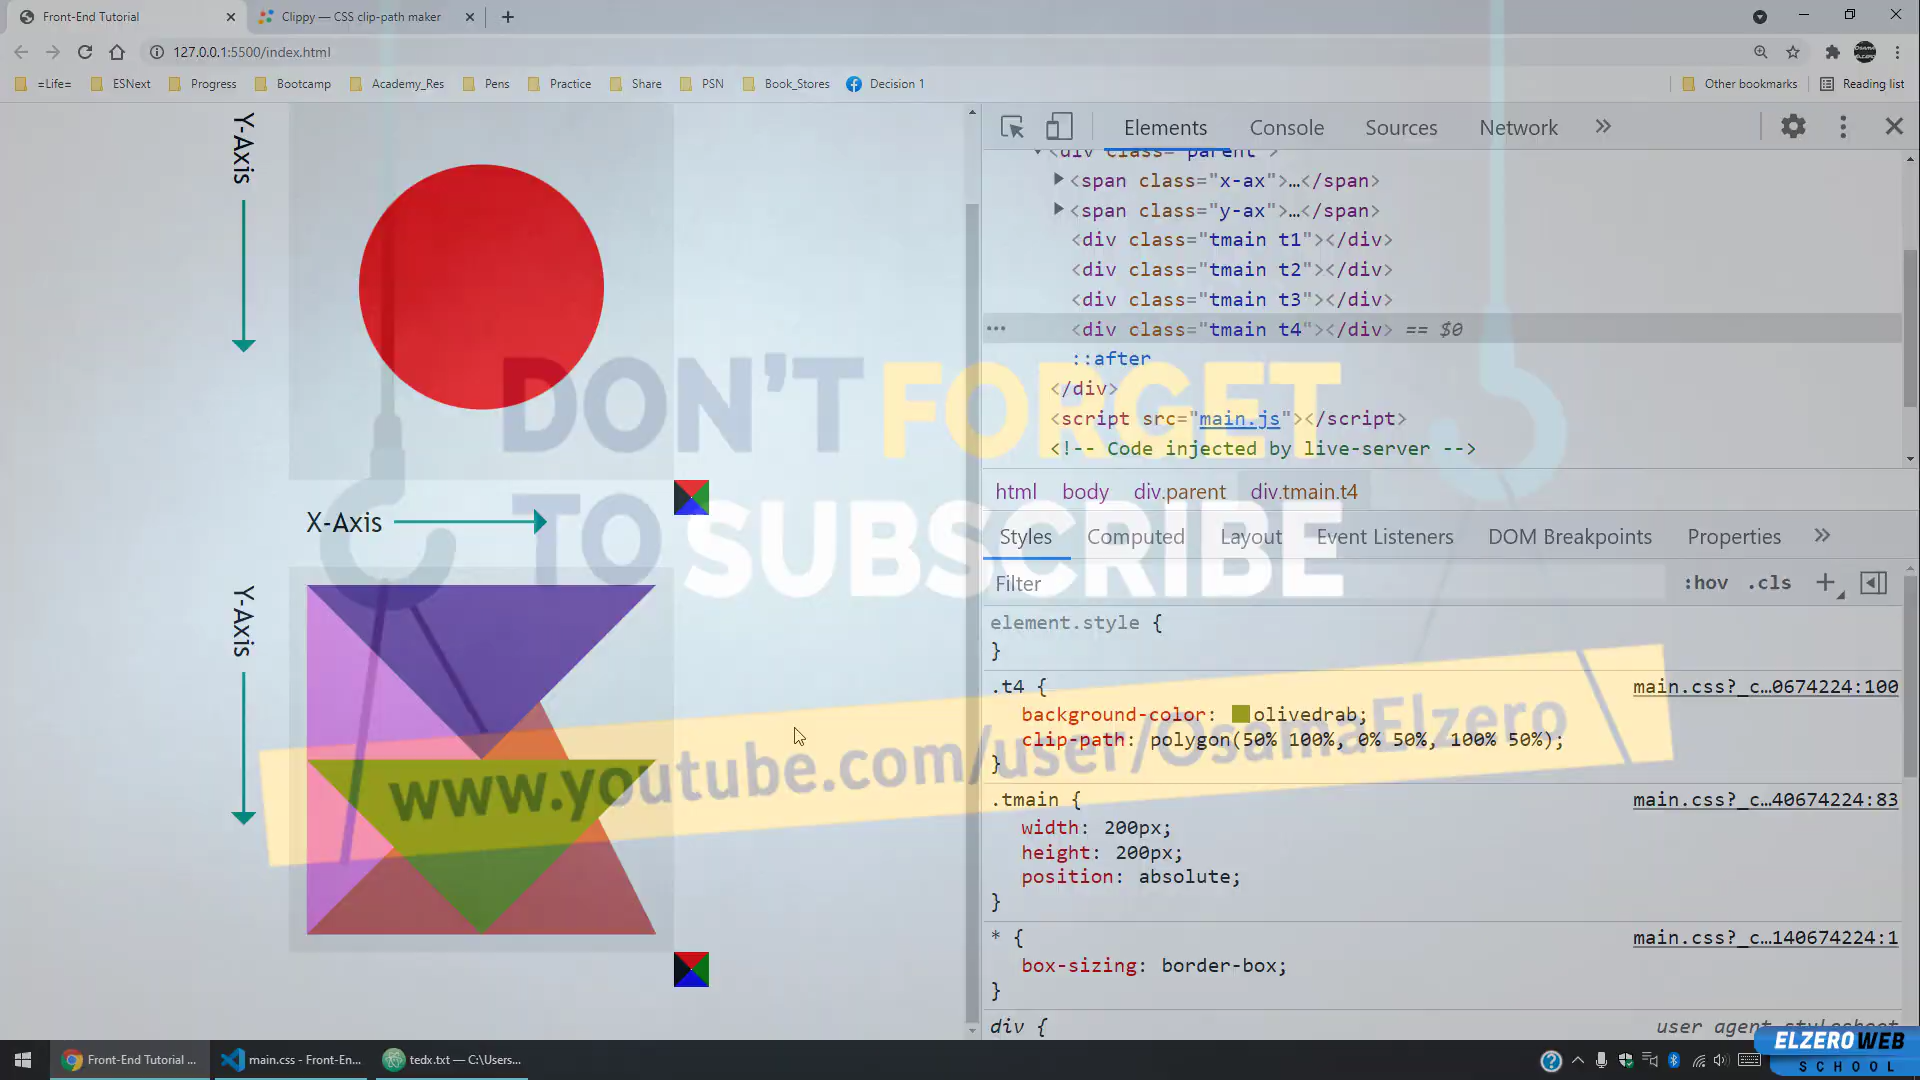 Front-End Tutorial
Clippy — CSS clip-path maker
127.0.0.1:5500/index.html
=Life=
ESNext
Progress
Bootcamp
Academy_Res
Pens
Practice
Share
PSN
Book_Stores
Decision 1
Other bookmarks
Reading list
Y-Axis
X-Axis
Y-Axis
DON'T FORGET
TO SUBSCRIBE
www.youtube.com/user/OsamaElzero
Elements
Console
Sources
Network
<div class="parent">
<span class="x-ax">…</span>
<span class="y-ax">…</span>
<div class="tmain t1"></div>
<div class="tmain t2"></div>
<div class="tmain t3"></div>
<div class="tmain t4"></div> == $0
::after
</div>
<script src="main.js"></script>
<!-- Code injected by live-server -->
html
body
div.parent
div.tmain.t4
Styles
Computed
Layout
Event Listeners
DOM Breakpoints
Properties
Filter
:hov
.cls
element.style {
}
.t4 {
main.css?_c…0674224:100
background-color: olivedrab;
clip-path: polygon(50% 100%, 0% 50%, 100% 50%);
}
.tmain {
main.css?_c…40674224:83
width: 200px;
height: 200px;
position: absolute;
}
* {
main.css?_c…140674224:1
box-sizing: border-box;
}
div {
user agent stylesheet
Front-End Tutorial ...
main.css - Front-En...
tedx.txt — C:\Users...
ELZEROWEB
SCHOOL